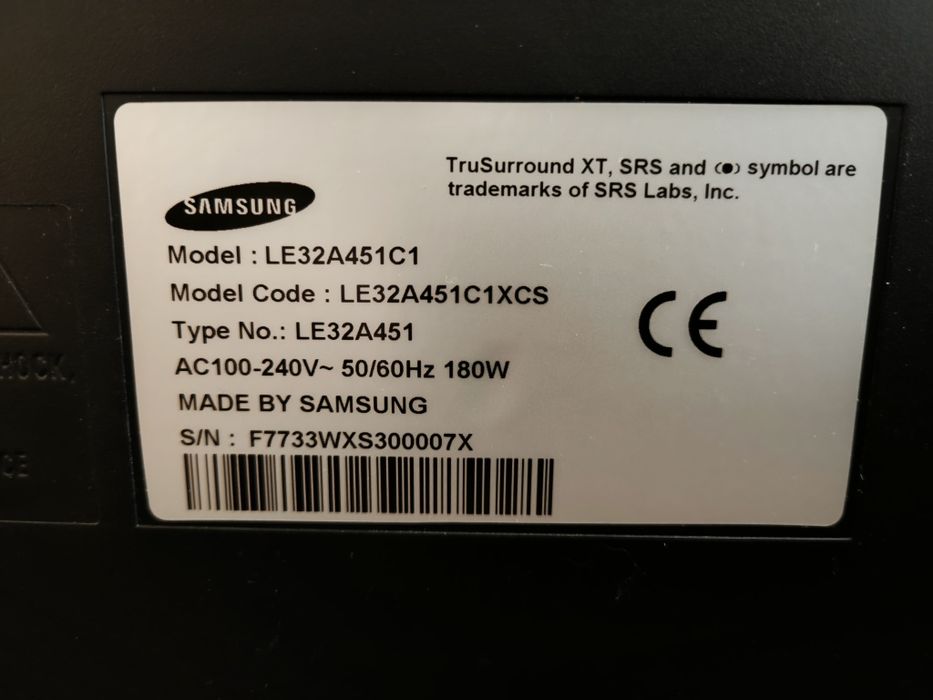 TruSurround XT, SRS and (●) symbol are
trademarks of SRS Labs, Inc.
SAMSUNG
Model : LE32A451C1
Model Code : LE32A451C1XCS
Type No.: LE32A451
AC100-240V~ 50/60Hz 180W
MADE BY SAMSUNG
S/N : F7733WXS300007X
CE